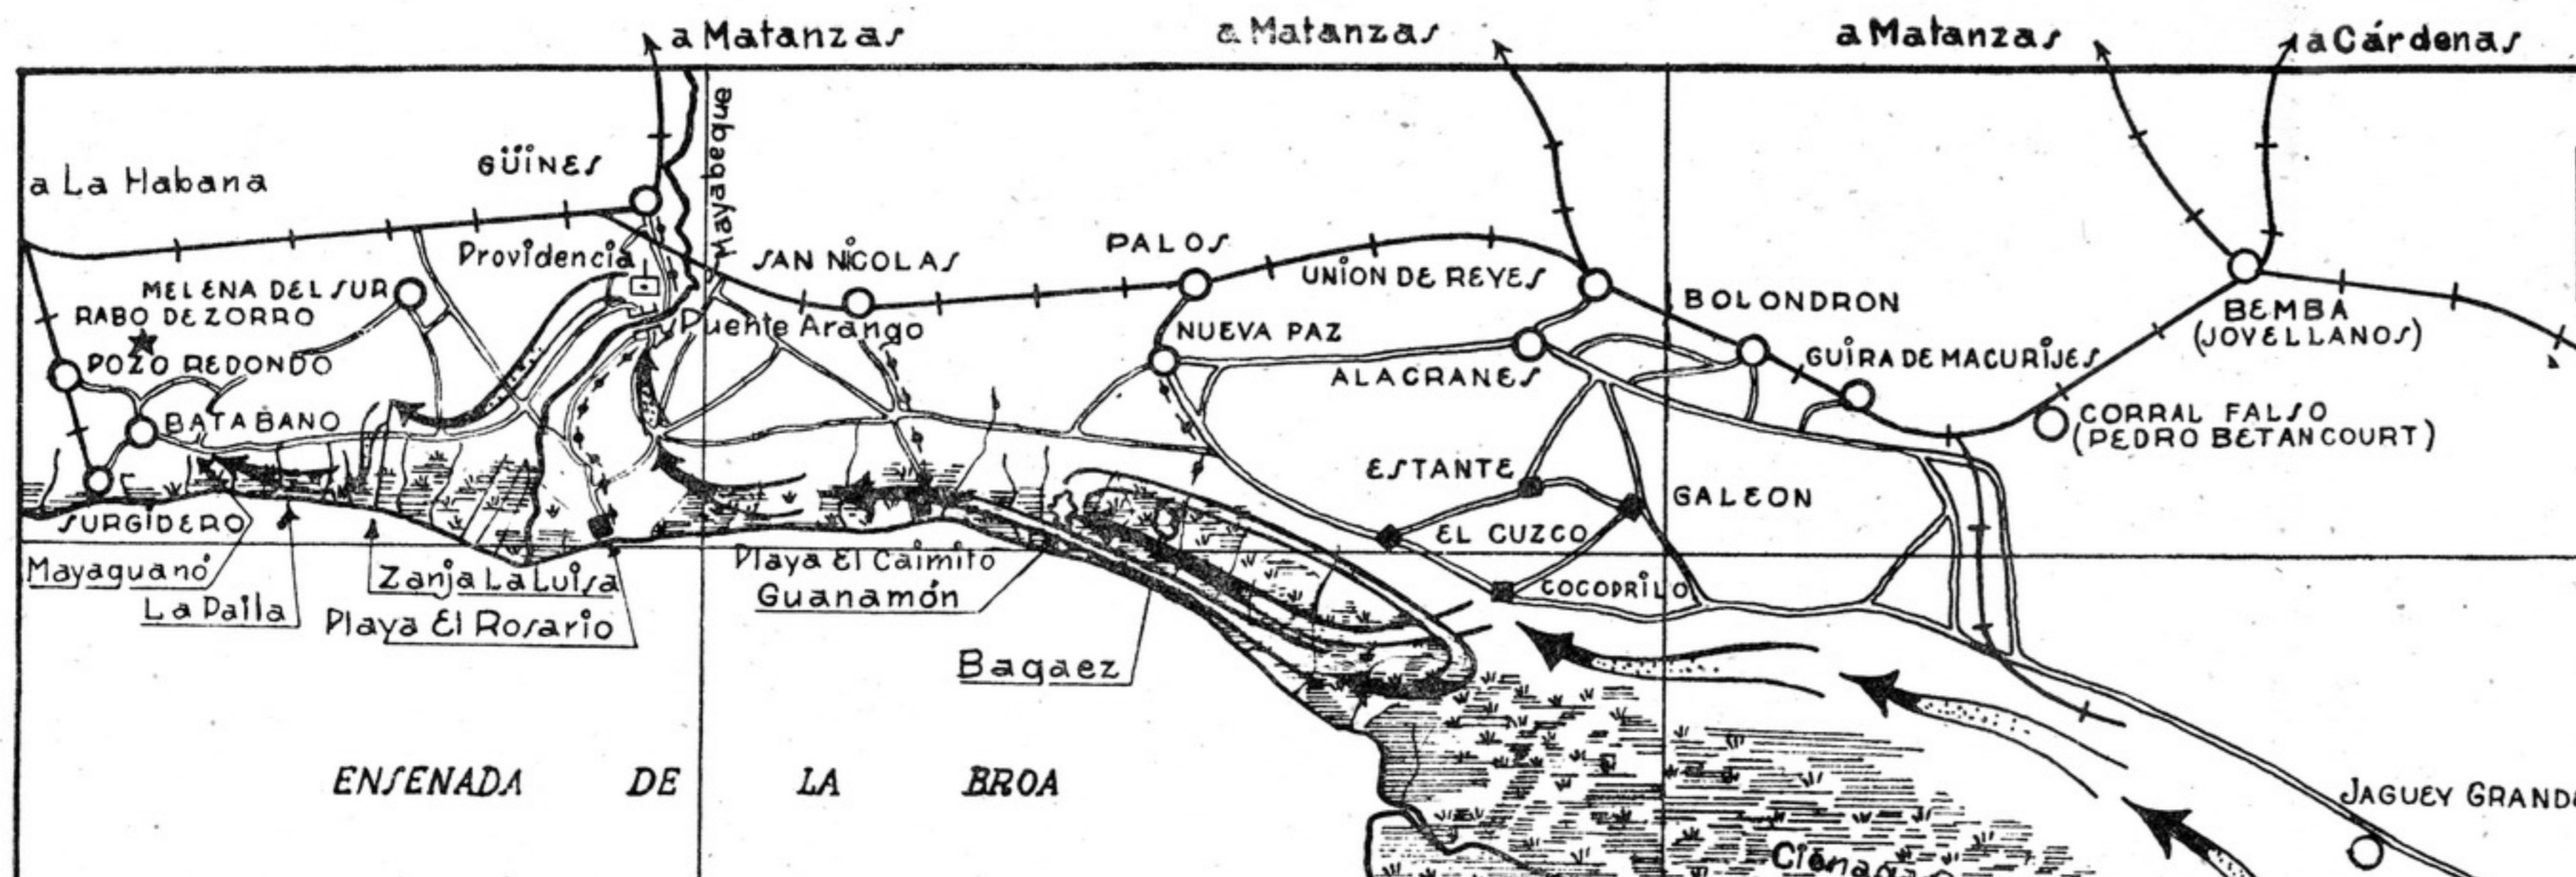 a Matanzas
a Matanzas
a Matanzas
a Cárdenas
Mayabeque
GÜINES
a La Habana
Providencia
SAN NICOLAS
PALOS
UNION DE REYES
MELENA DEL SUR
RABO DE ZORRO
Puente Arango
NUEVA PAZ
BOLONDRON
BEMBA
(JOVELLANOS)
POZO REDONDO
ALACRANES
GUIRA DE MACURIJES
BATABANO
CORRAL FALSO
(PEDRO BETANCOURT)
ESTANTE
GALEON
SURGIDERO
EL CUZCO
Mayaguano
Zanja La Luisa
Playa El Caimito
Guanamón
COCODRILO
La Paila
Playa El Rosario
Bagaez
ENSENADA DE LA BROA
JAGUEY GRANDE
Ciénaga